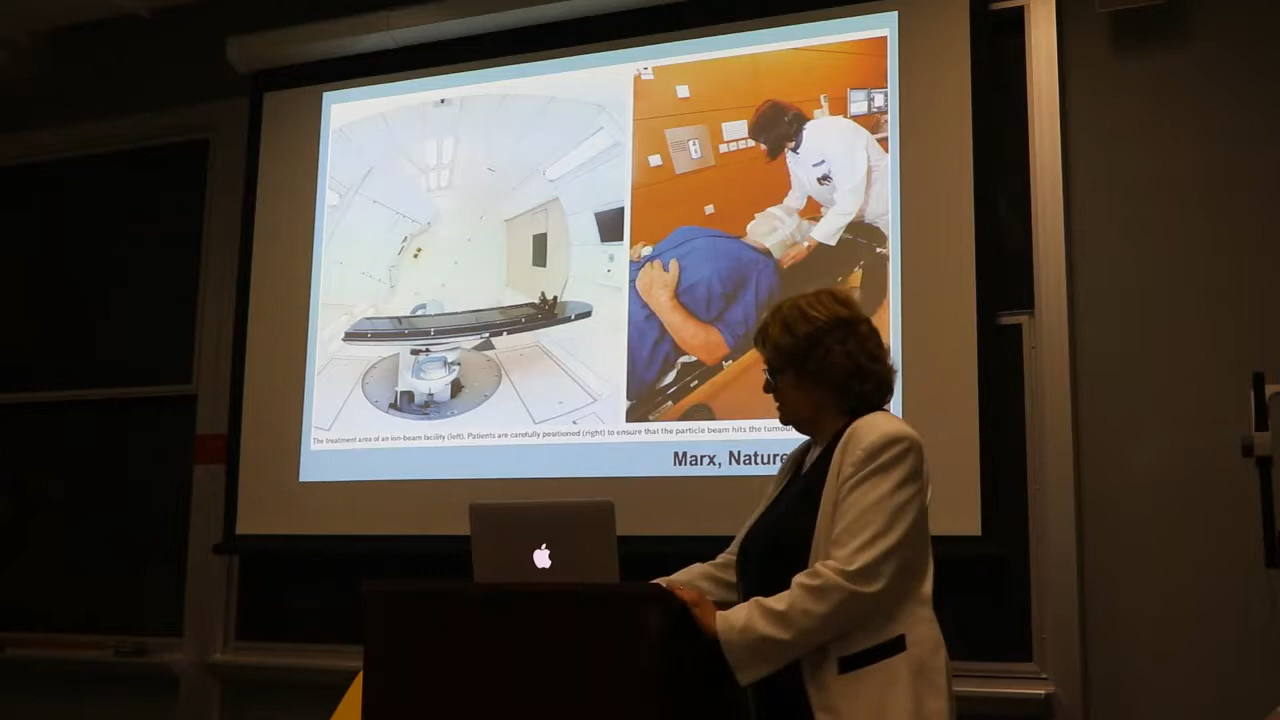 The treatment area of an ion-beam facility (left). Patients are carefully positioned (right) to ensure that the particle beam hits the tumour
Marx, Nature